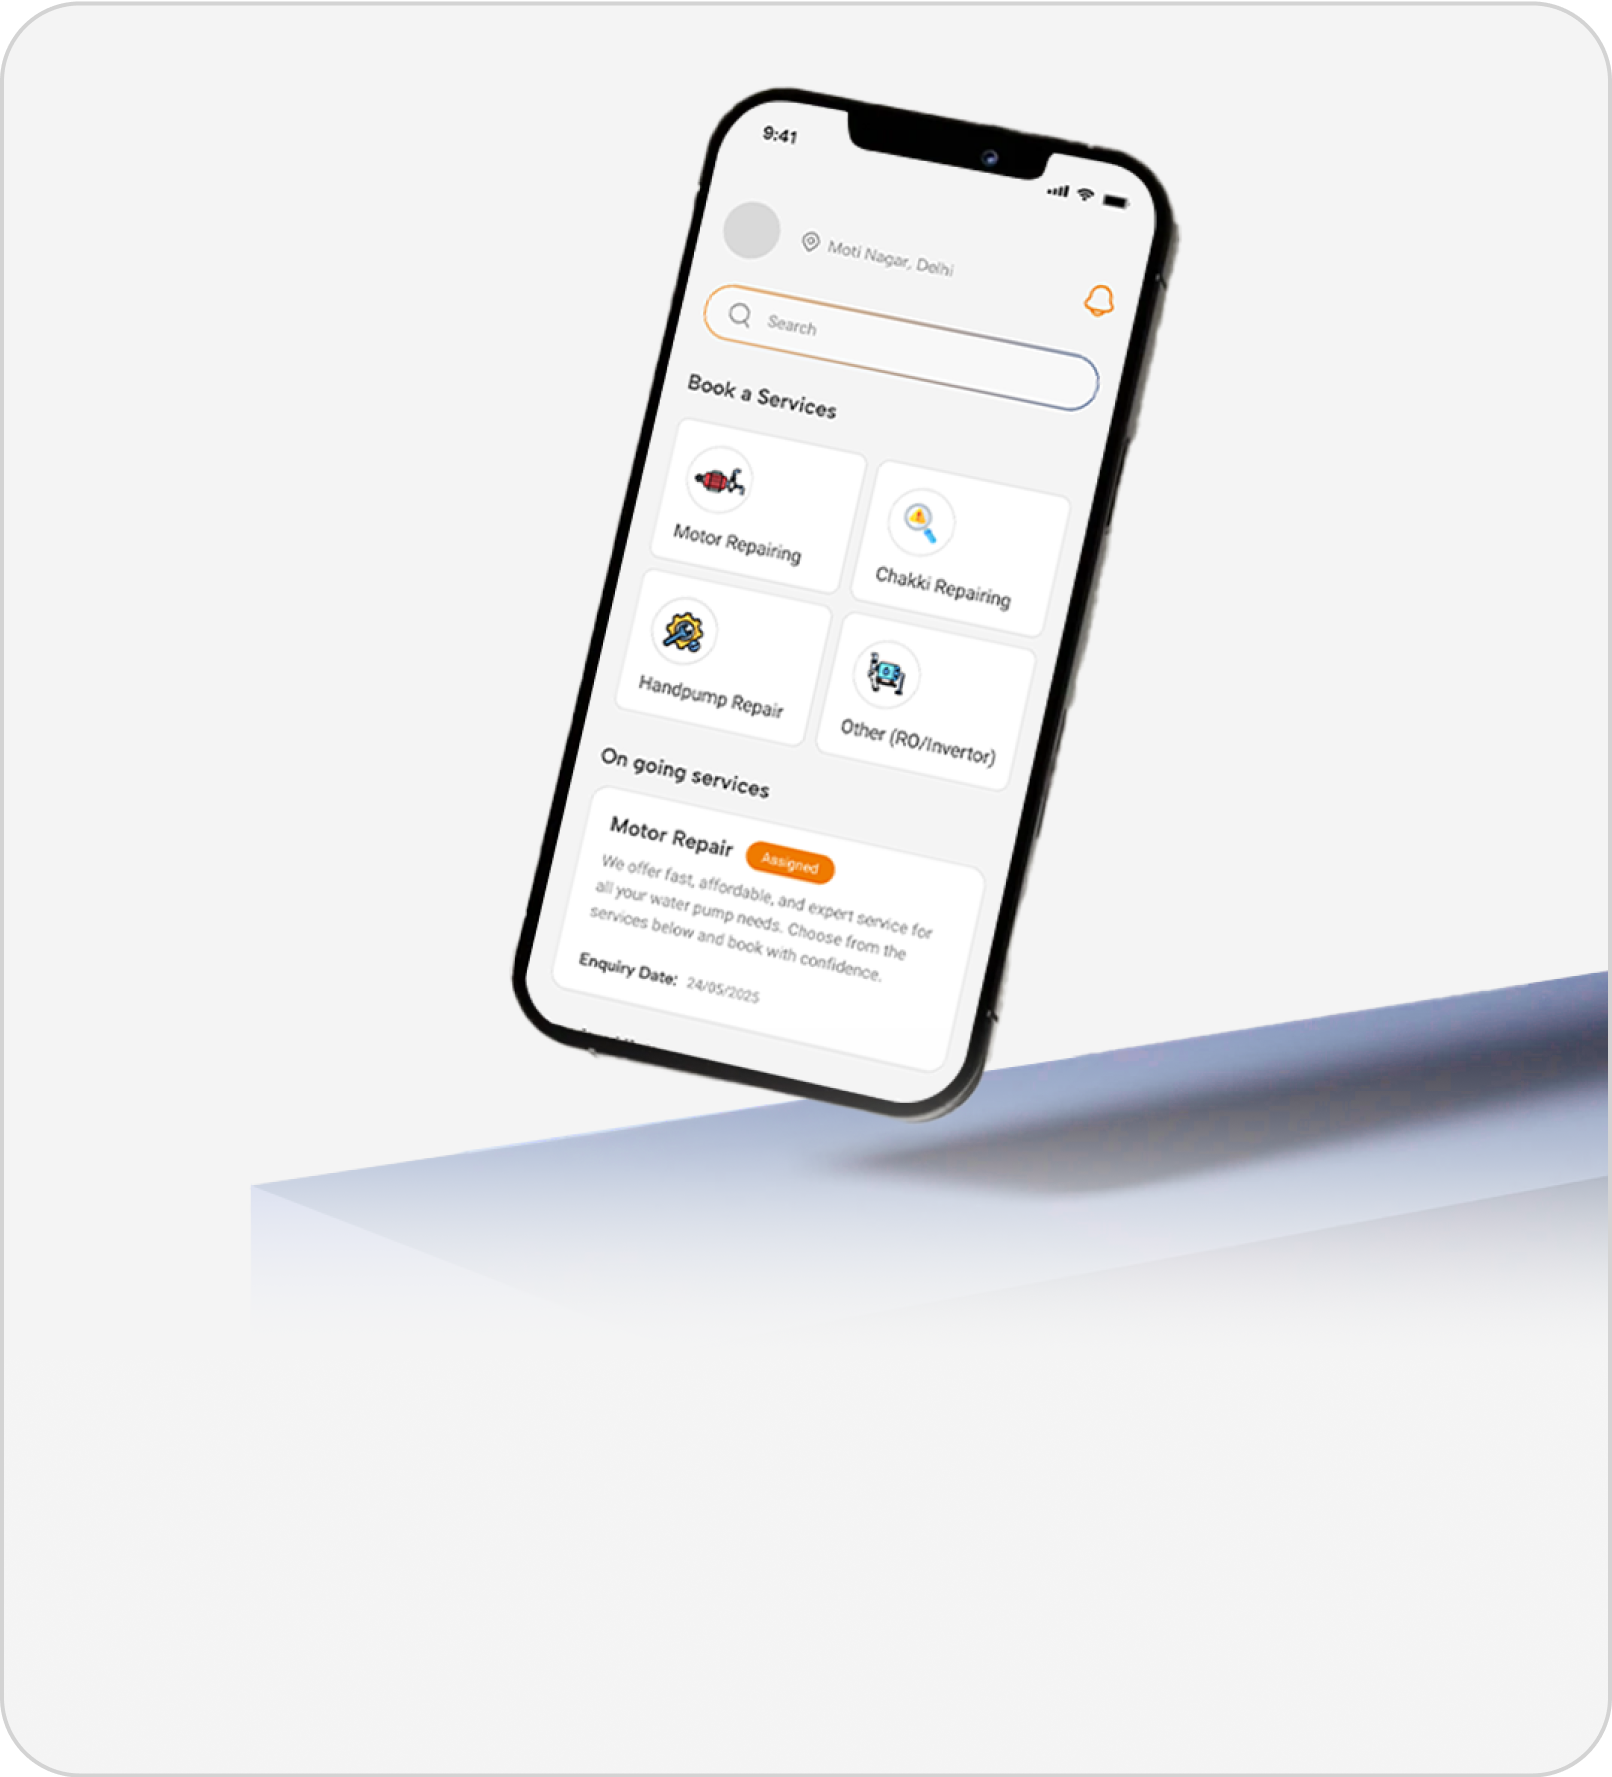 9:41
Moti Nagar, Delhi
Search
Book a Services
Motor Repairing
Chakki Repairing
Handpump Repair
Other (RO/Invertor)
On going services
Motor Repair
Assigned
We offer fast, affordable, and expert service for
all your water pump needs. Choose from the
services below and book with confidence.
Enquiry Date: 24/05/2025